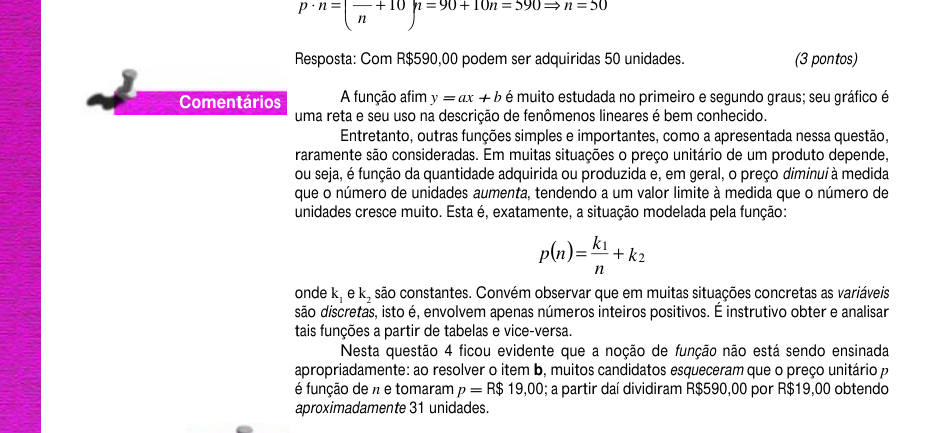 p · n = ( /n + 10 ) n = 90 + 10n = 590 ⇒ n = 50
Resposta: Com R$590,00 podem ser adquiridas 50 unidades. (3 pontos)
Comentários
A função afim y = ax + b é muito estudada no primeiro e segundo graus; seu gráfico é
uma reta e seu uso na descrição de fenômenos lineares é bem conhecido.
Entretanto, outras funções simples e importantes, como a apresentada nessa questão,
raramente são consideradas. Em muitas situações o preço unitário de um produto depende,
ou seja, é função da quantidade adquirida ou produzida e, em geral, o preço diminui à medida
que o número de unidades aumenta, tendendo a um valor limite à medida que o número de
unidades cresce muito. Esta é, exatamente, a situação modelada pela função:
p(n) = k₁/n + k₂
onde k₁ e k₂ são constantes. Convém observar que em muitas situações concretas as variáveis
são discretas, isto é, envolvem apenas números inteiros positivos. É instrutivo obter e analisar
tais funções a partir de tabelas e vice-versa.
Nesta questão 4 ficou evidente que a noção de função não está sendo ensinada
apropriadamente: ao resolver o item b, muitos candidatos esqueceram que o preço unitário p
é função de n e tomaram p = R$ 19,00; a partir daí dividiram R$590,00 por R$19,00 obtendo
aproximadamente 31 unidades.